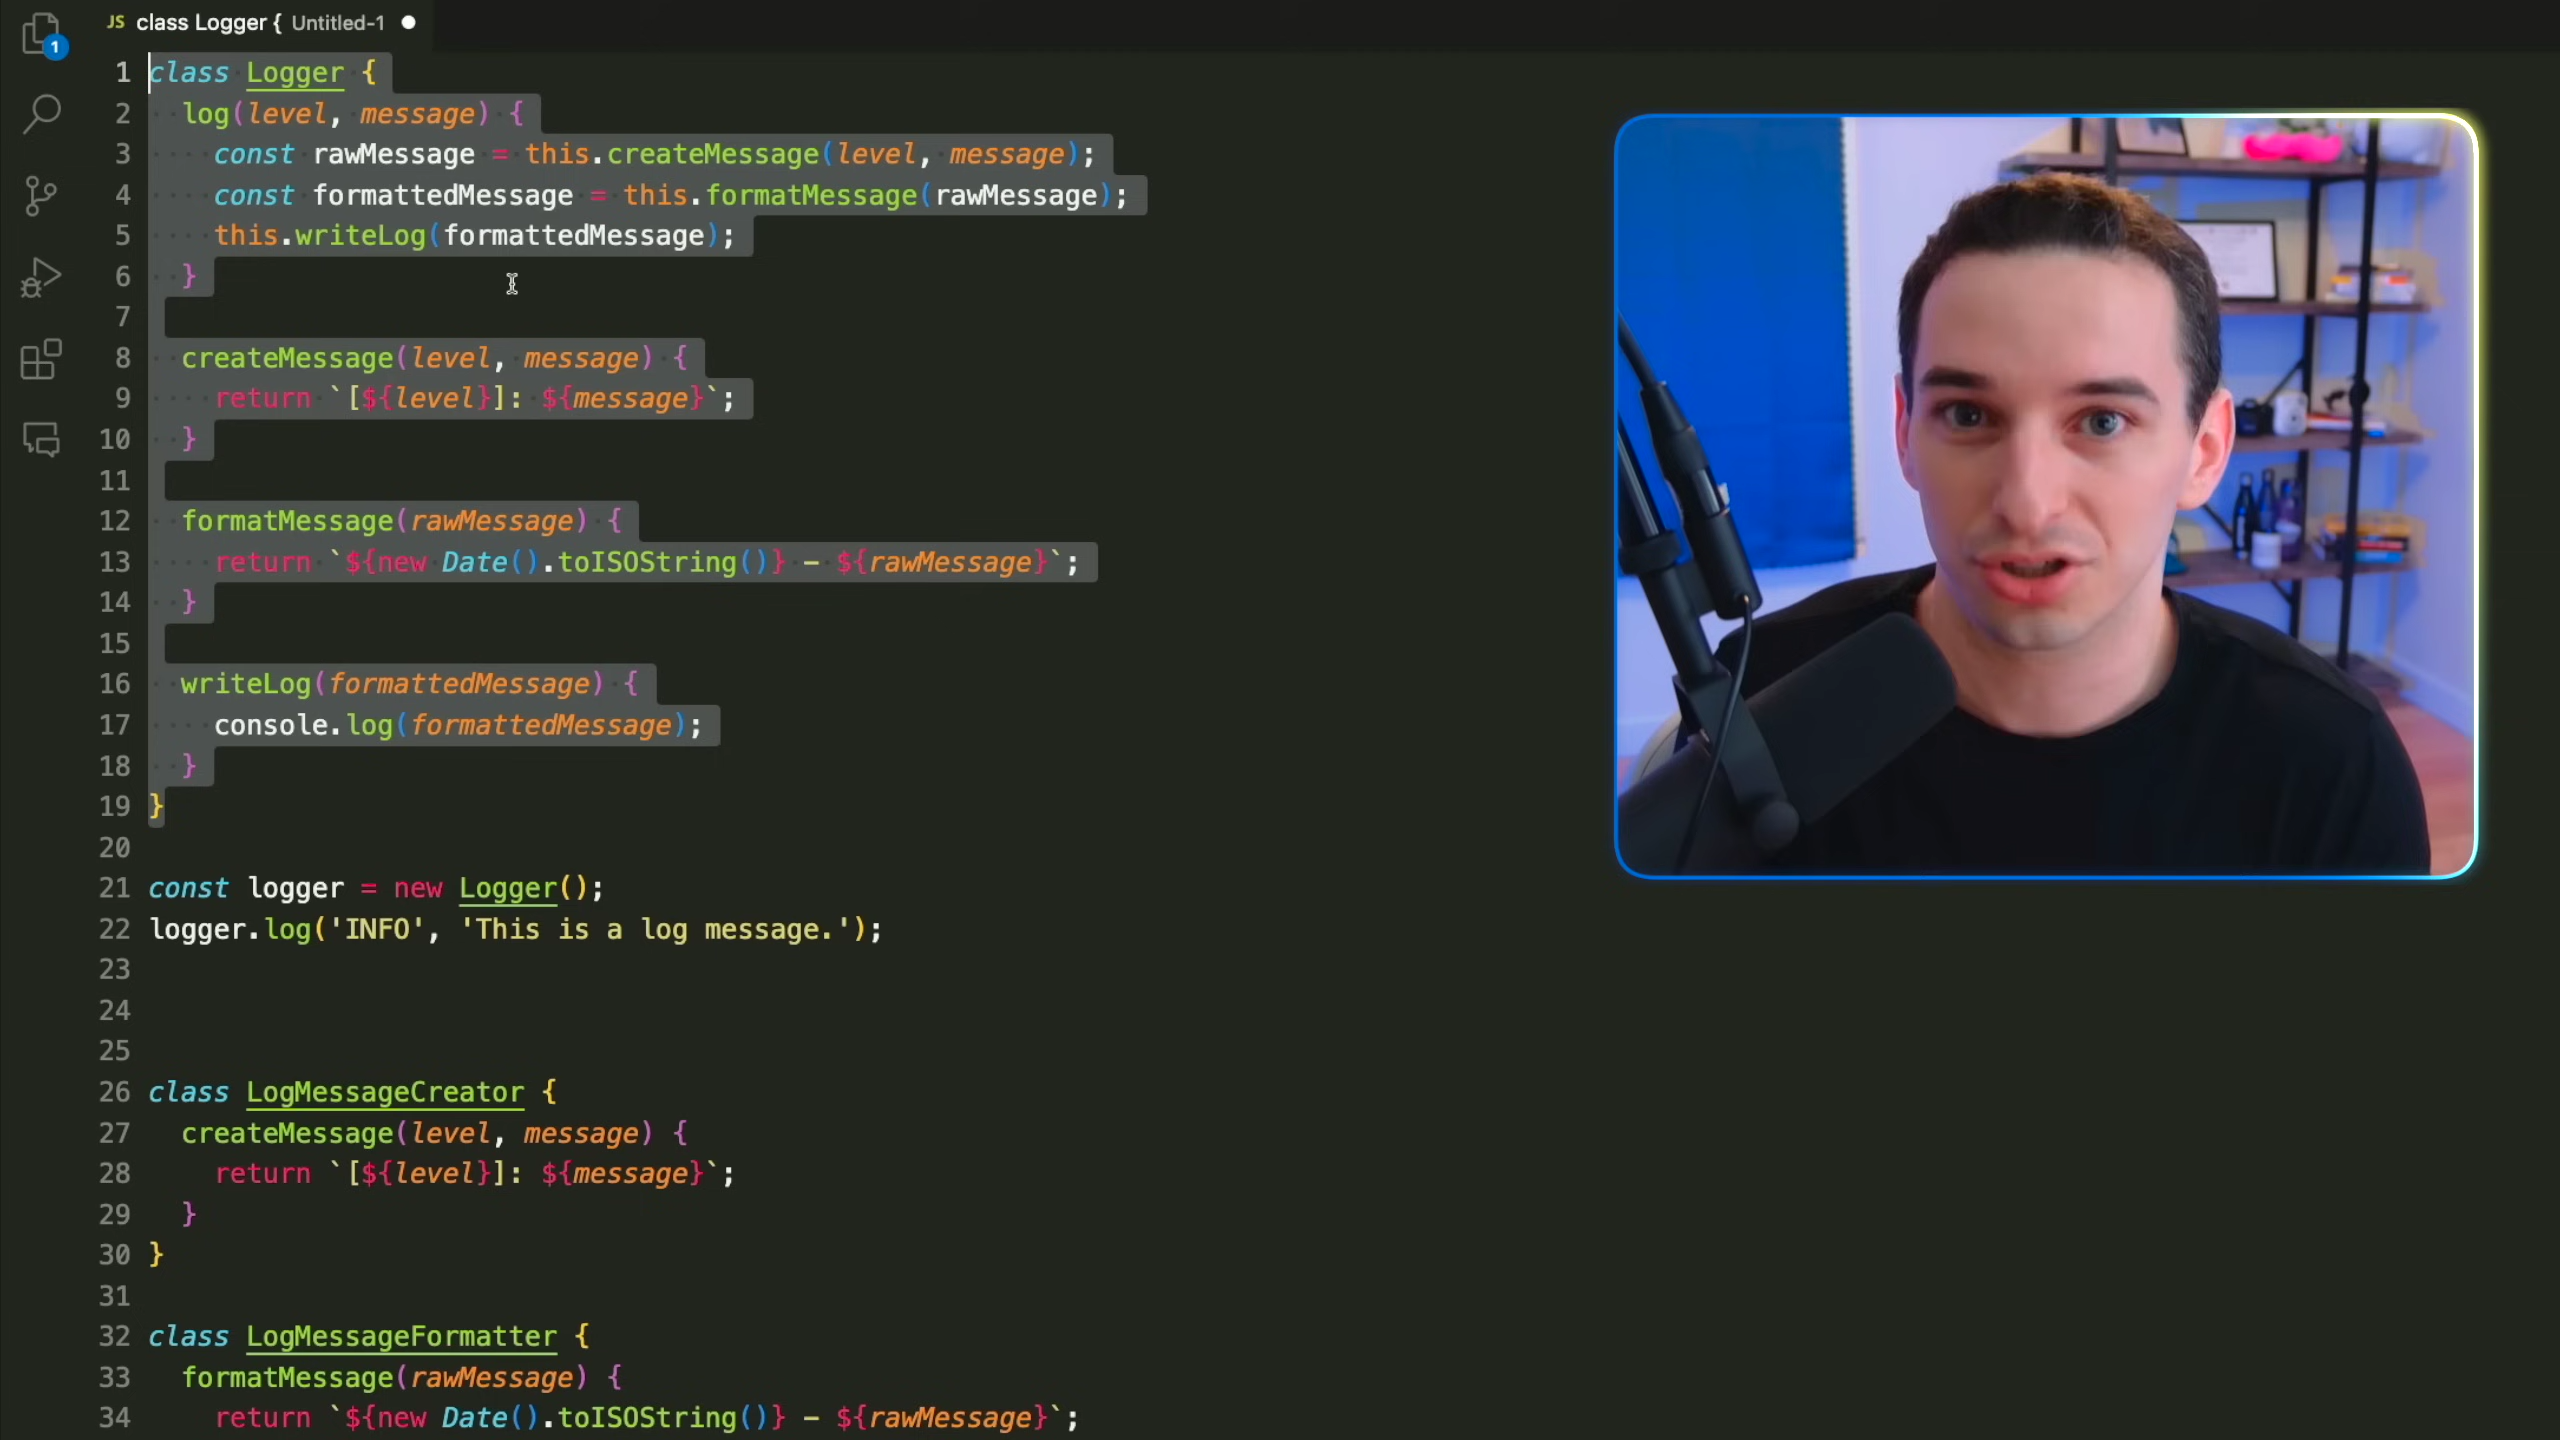 JS class Logger { Untitled-1
1
1 class Logger {
2 log(level, message) {
3 const rawMessage = this.createMessage(level, message);
4 const formattedMessage = this.formatMessage(rawMessage);
5 this.writeLog(formattedMessage);
6 }
7
8 createMessage(level, message) {
9 return `[${level}]: ${message}`;
10 }
11
12 formatMessage(rawMessage) {
13 return `${new Date().toISOString()} - ${rawMessage}`;
14 }
15
16 writeLog(formattedMessage) {
17 console.log(formattedMessage);
18 }
19 }
20
21 const logger = new Logger();
22 logger.log('INFO', 'This is a log message.');
23
24
25
26 class LogMessageCreator {
27 createMessage(level, message) {
28 return `[${level}]: ${message}`;
29 }
30 }
31
32 class LogMessageFormatter {
33 formatMessage(rawMessage) {
34 return `${new Date().toISOString()} - ${rawMessage}`;